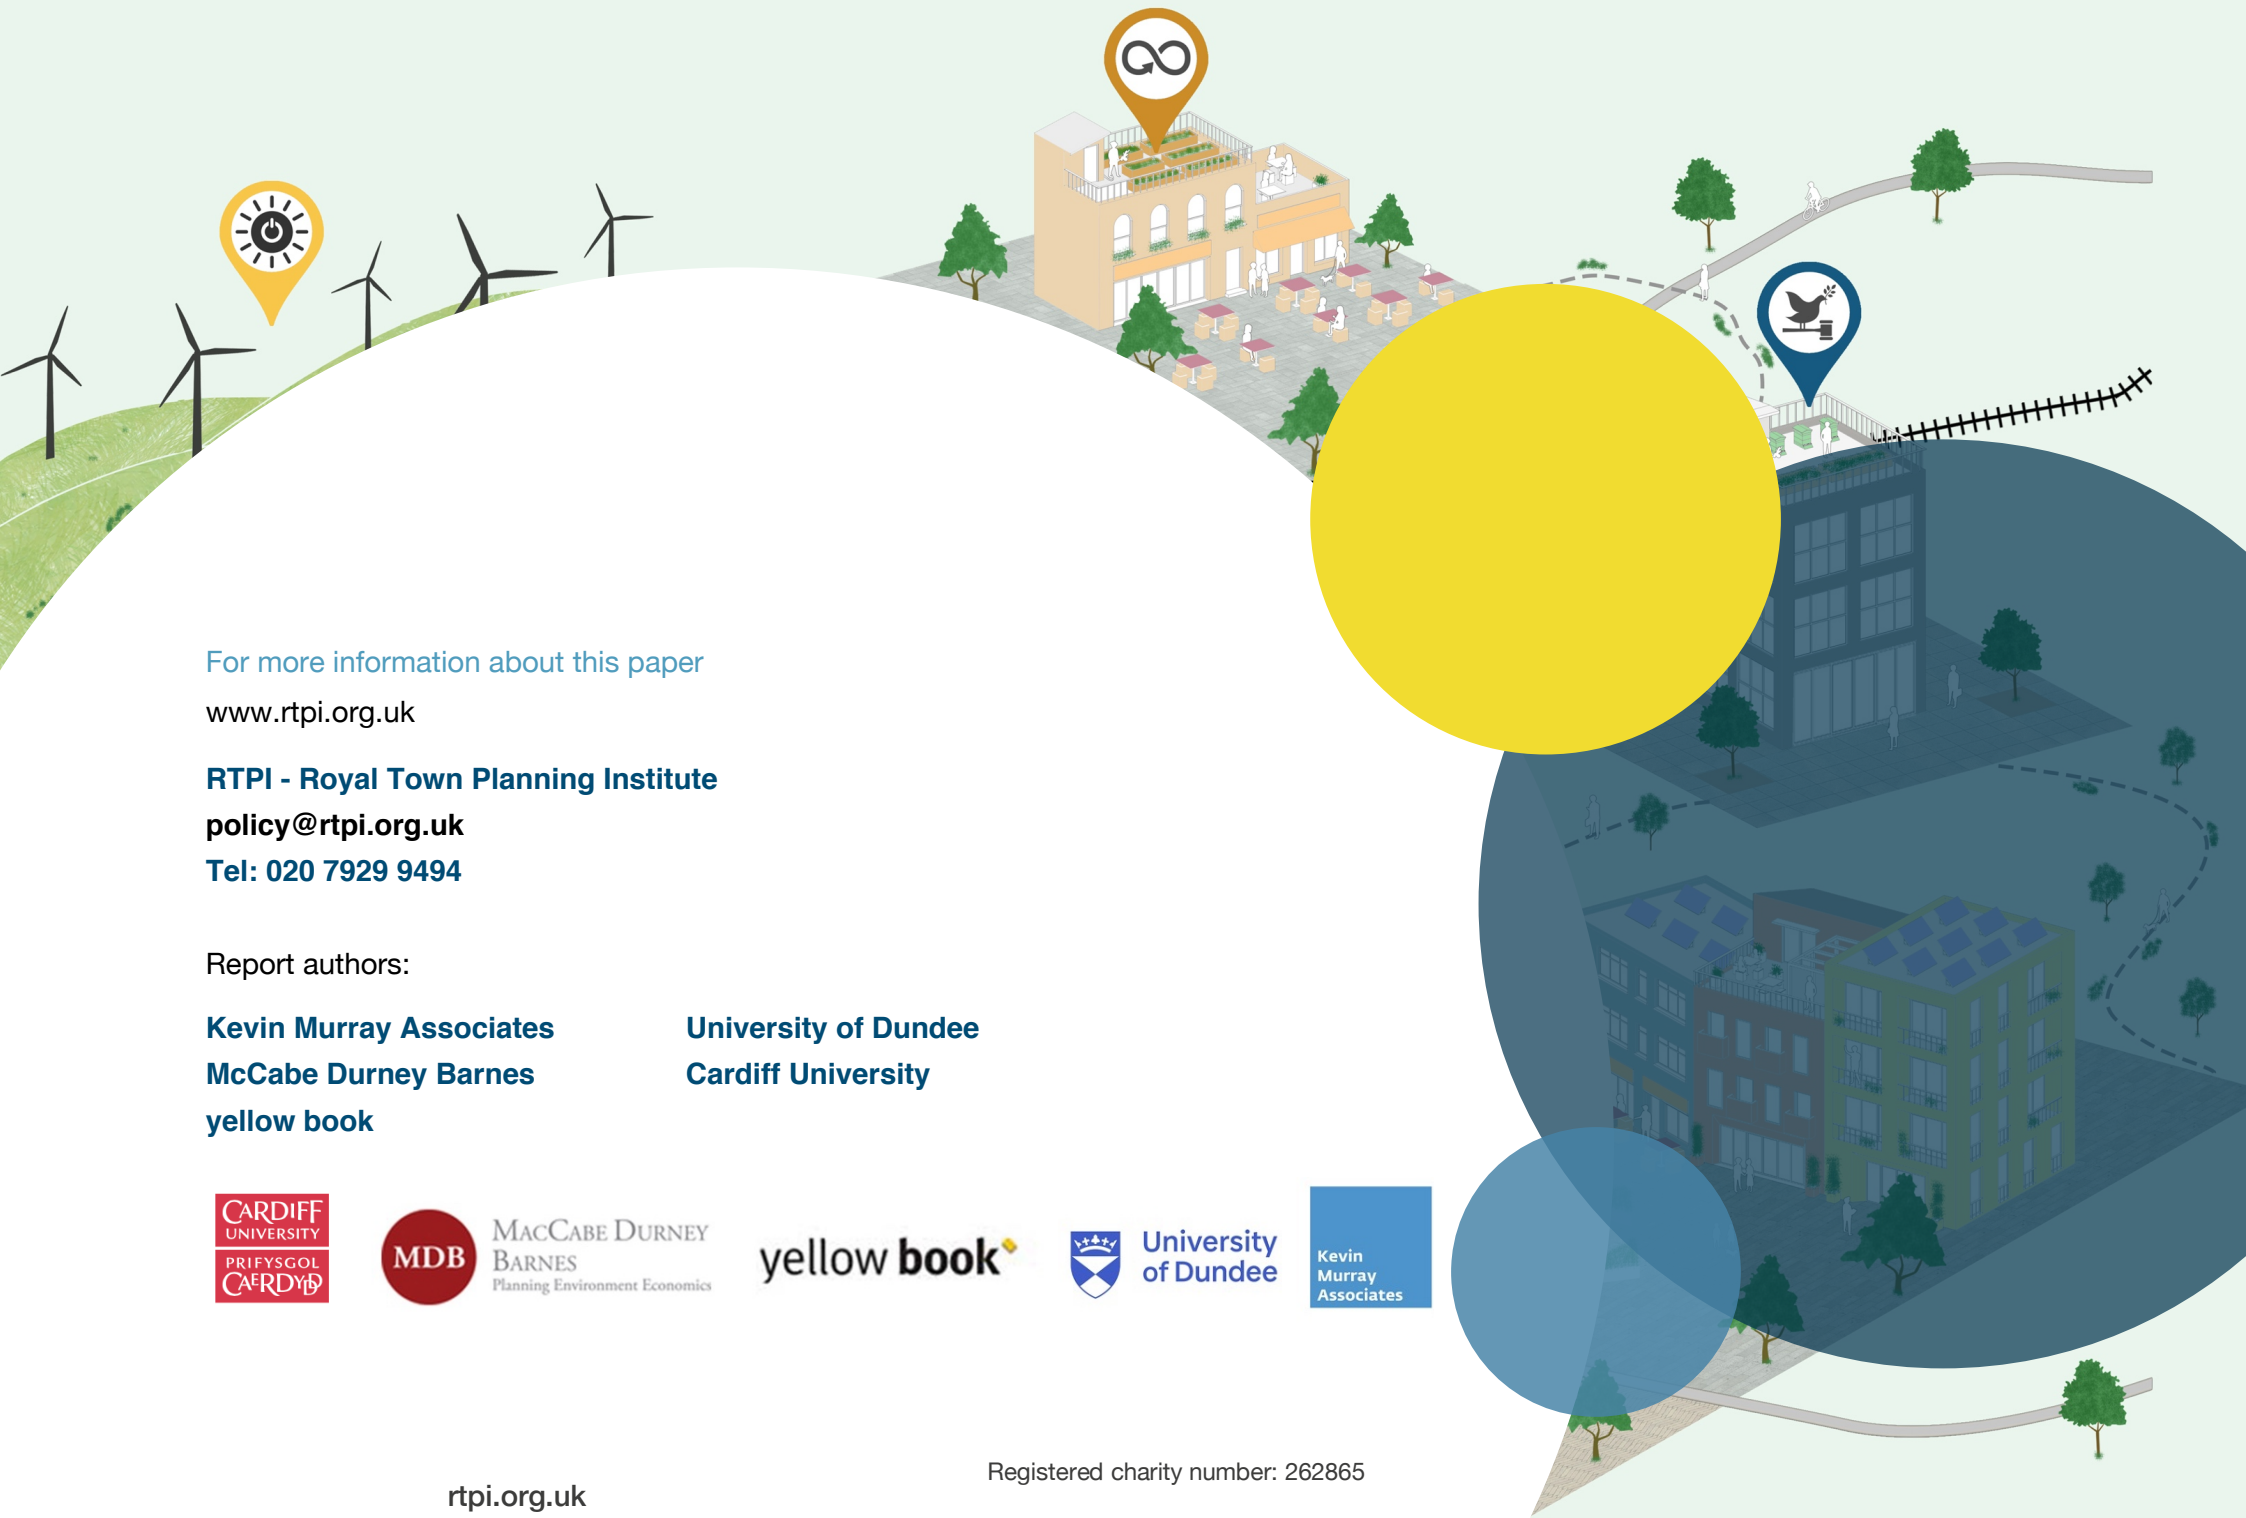 For more information about this paper
www.rtpi.org.uk
RTPI - Royal Town Planning Institute
policy@rtpi.org.uk
Tel: 020 7929 9494
Report authors:
Kevin Murray Associates
McCabe Durney Barnes
yellow book
University of Dundee
Cardiff University
CARDIFF
UNIVERSITY
PRIFYSGOL
CAERDYDD
MDB
MACCABE DURNEY
BARNES
Planning Environment Economics
yellow book
University
of Dundee
Kevin
Murray
Associates
Registered charity number: 262865
rtpi.org.uk